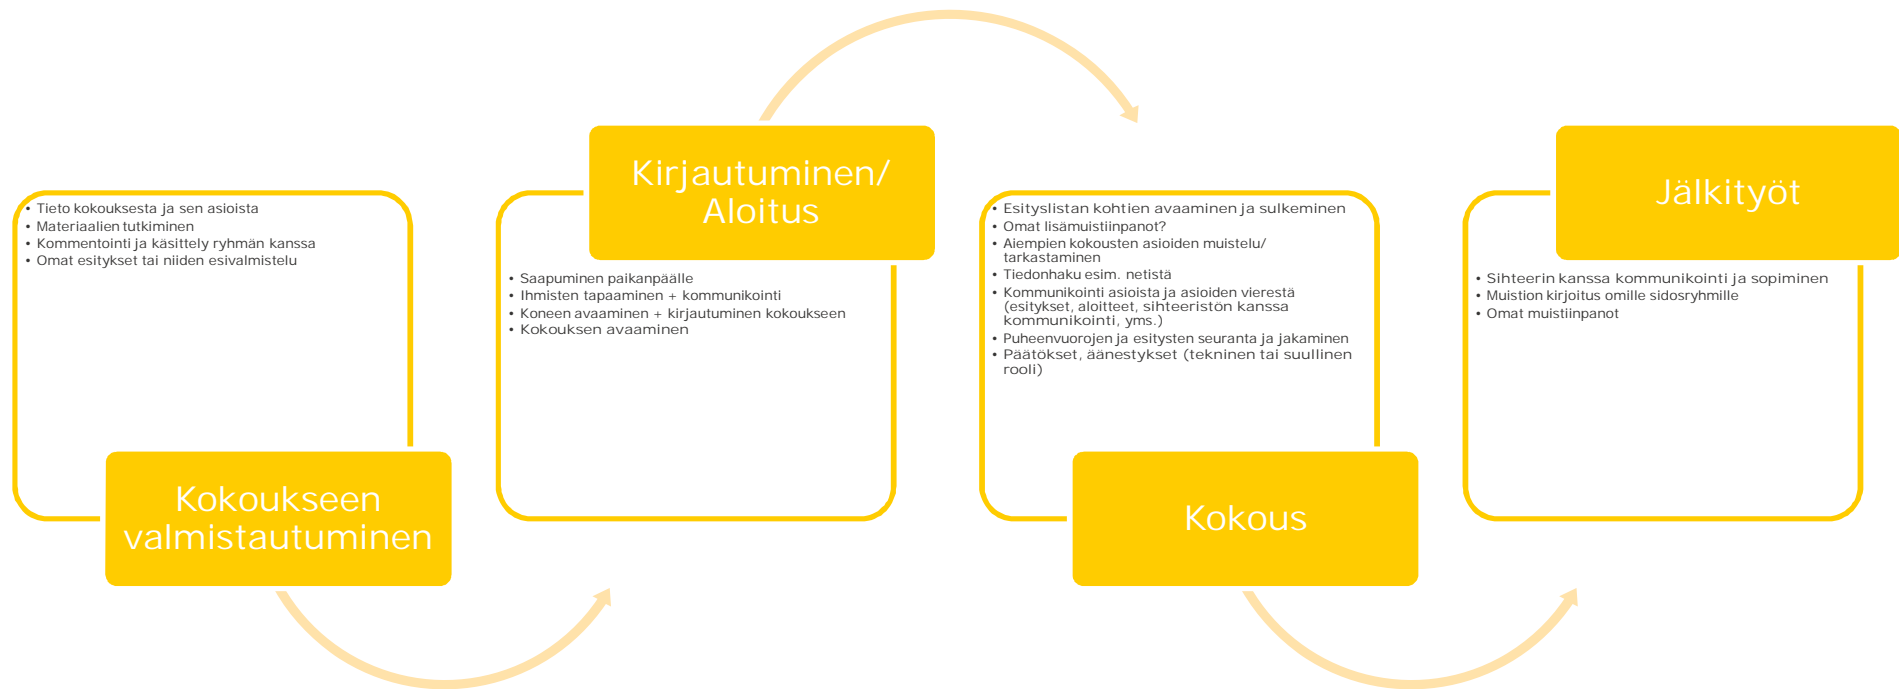 • Tieto kokouksesta ja sen asioista
• Materiaalien tutkiminen
• Kommentointi ja käsittely ryhmän kanssa
• Omat esitykset tai niiden esivalmistelu
Kokoukseen
valmistautuminen
Kirjautuminen/
Aloitus
• Saapuminen paikanpäälle
• Ihmisten tapaaminen + kommunikointi
• Koneen avaaminen + kirjautuminen kokoukseen
• Kokouksen avaaminen
• Esityslistan kohtien avaaminen ja sulkeminen
• Omat lisämuistiinpanot?
• Aiempien kokousten asioiden muistelu/
tarkastaminen
• Tiedonhaku esim. netistä
• Kommunikointi asioista ja asioiden vierestä
(esitykset, aloitteet, sihteeristön kanssa
kommunikointi, yms.)
• Puheenvuorojen ja esitysten seuranta ja jakaminen
• Päätökset, äänestykset (tekninen tai suullinen
rooli)
Kokous
Jälkityöt
• Sihteerin kanssa kommunikointi ja sopiminen
• Muistion kirjoitus omille sidosryhmille
• Omat muistiinpanot